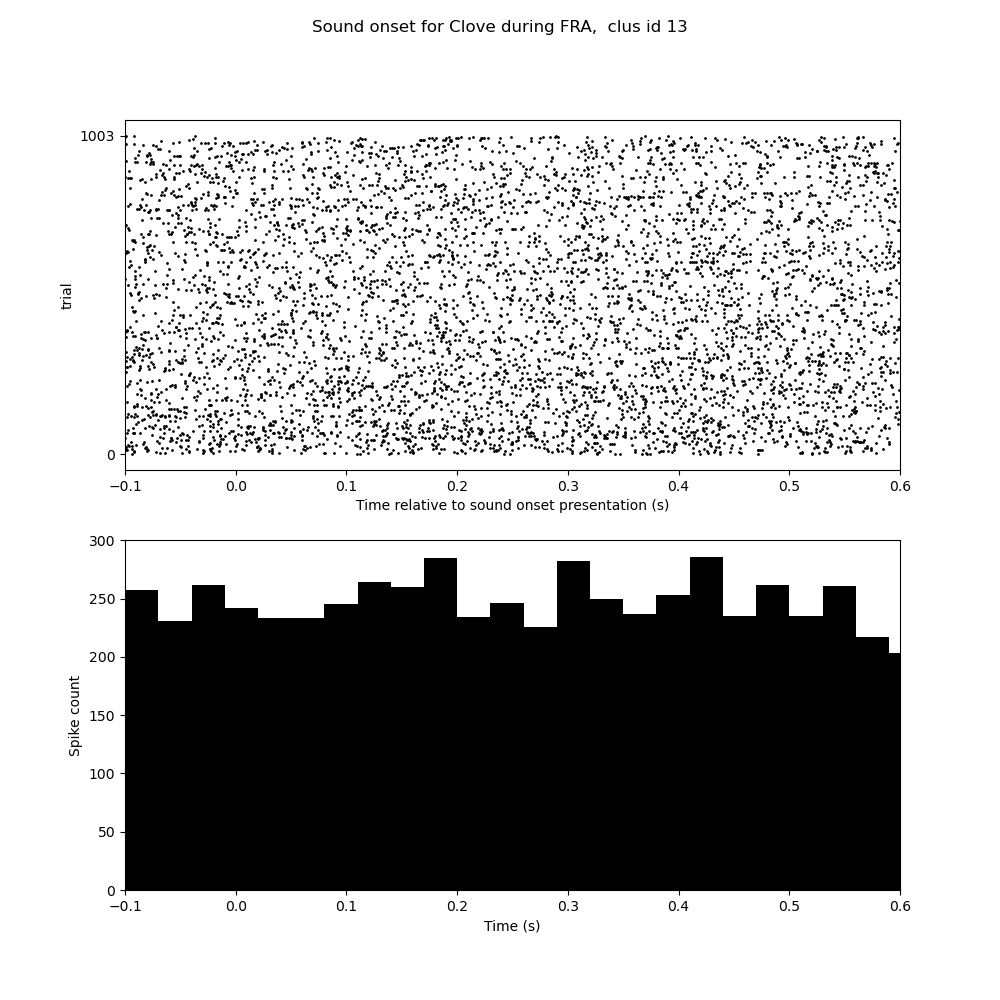 Sound onset for Clove during FRA,  clus id 13
1003
trial
0
−0.1 0.0 0.1 0.2 0.3 0.4 0.5 0.6
Time relative to sound onset presentation (s)
300
250
200
150
100
50
0
Spike count
−0.1 0.0 0.1 0.2 0.3 0.4 0.5 0.6
Time (s)